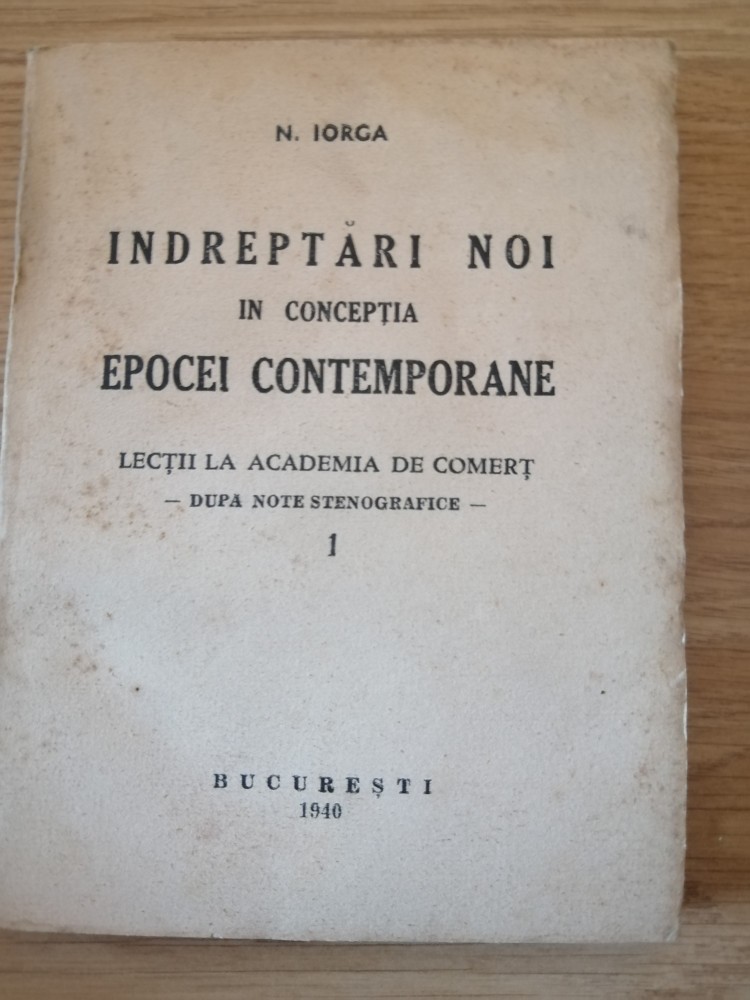 N. IORGA
INDREPTĂRI NOI
IN CONCEPȚIA
EPOCEI CONTEMPORANE
LECȚII LA ACADEMIA DE COMERȚ
— DUPA NOTE STENOGRAFICE —
1
BUCUREȘTI
1940